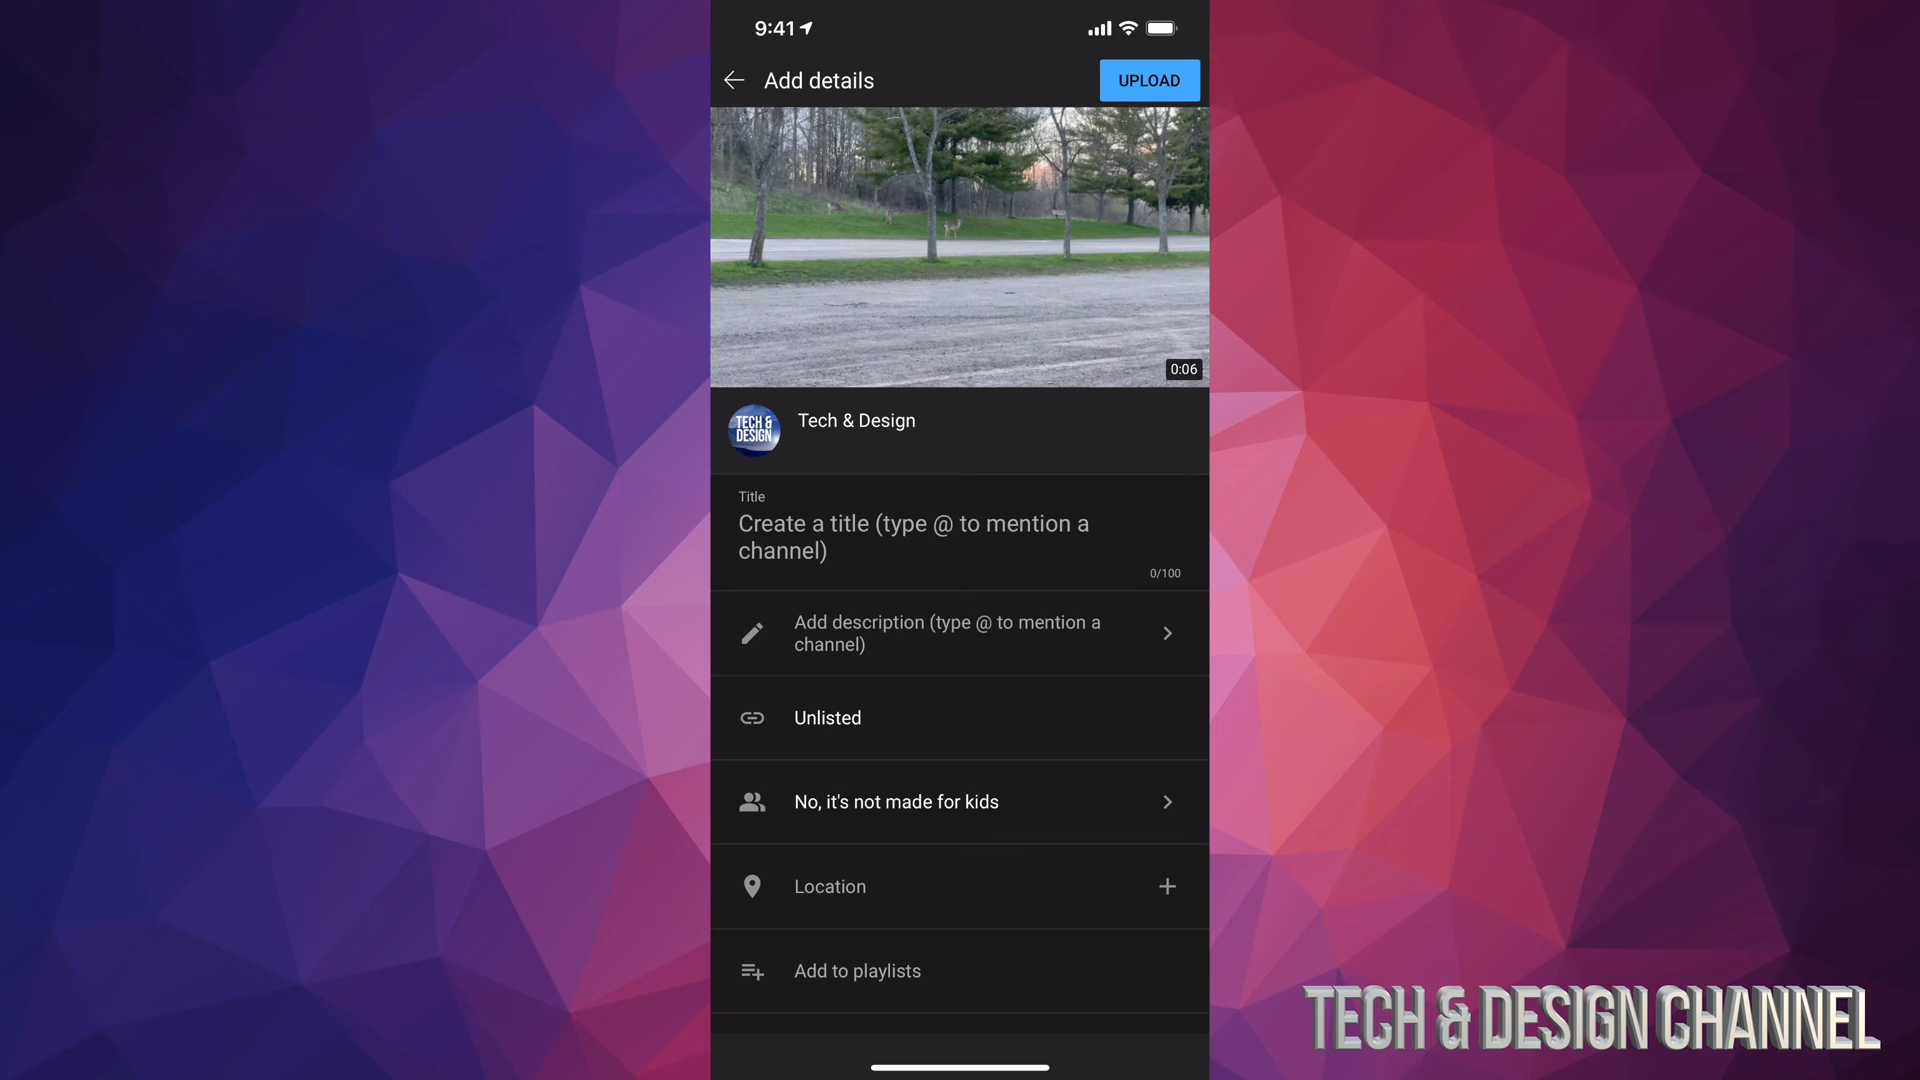 9:41
Add details
UPLOAD
0:06
TECH &
DESIGN
Tech & Design
Title
Create a title (type @ to mention a
channel)
0/100
Add description (type @ to mention a
channel)
Unlisted
No, it's not made for kids
Location
Add to playlists
TECH & DESIGN CHANNEL